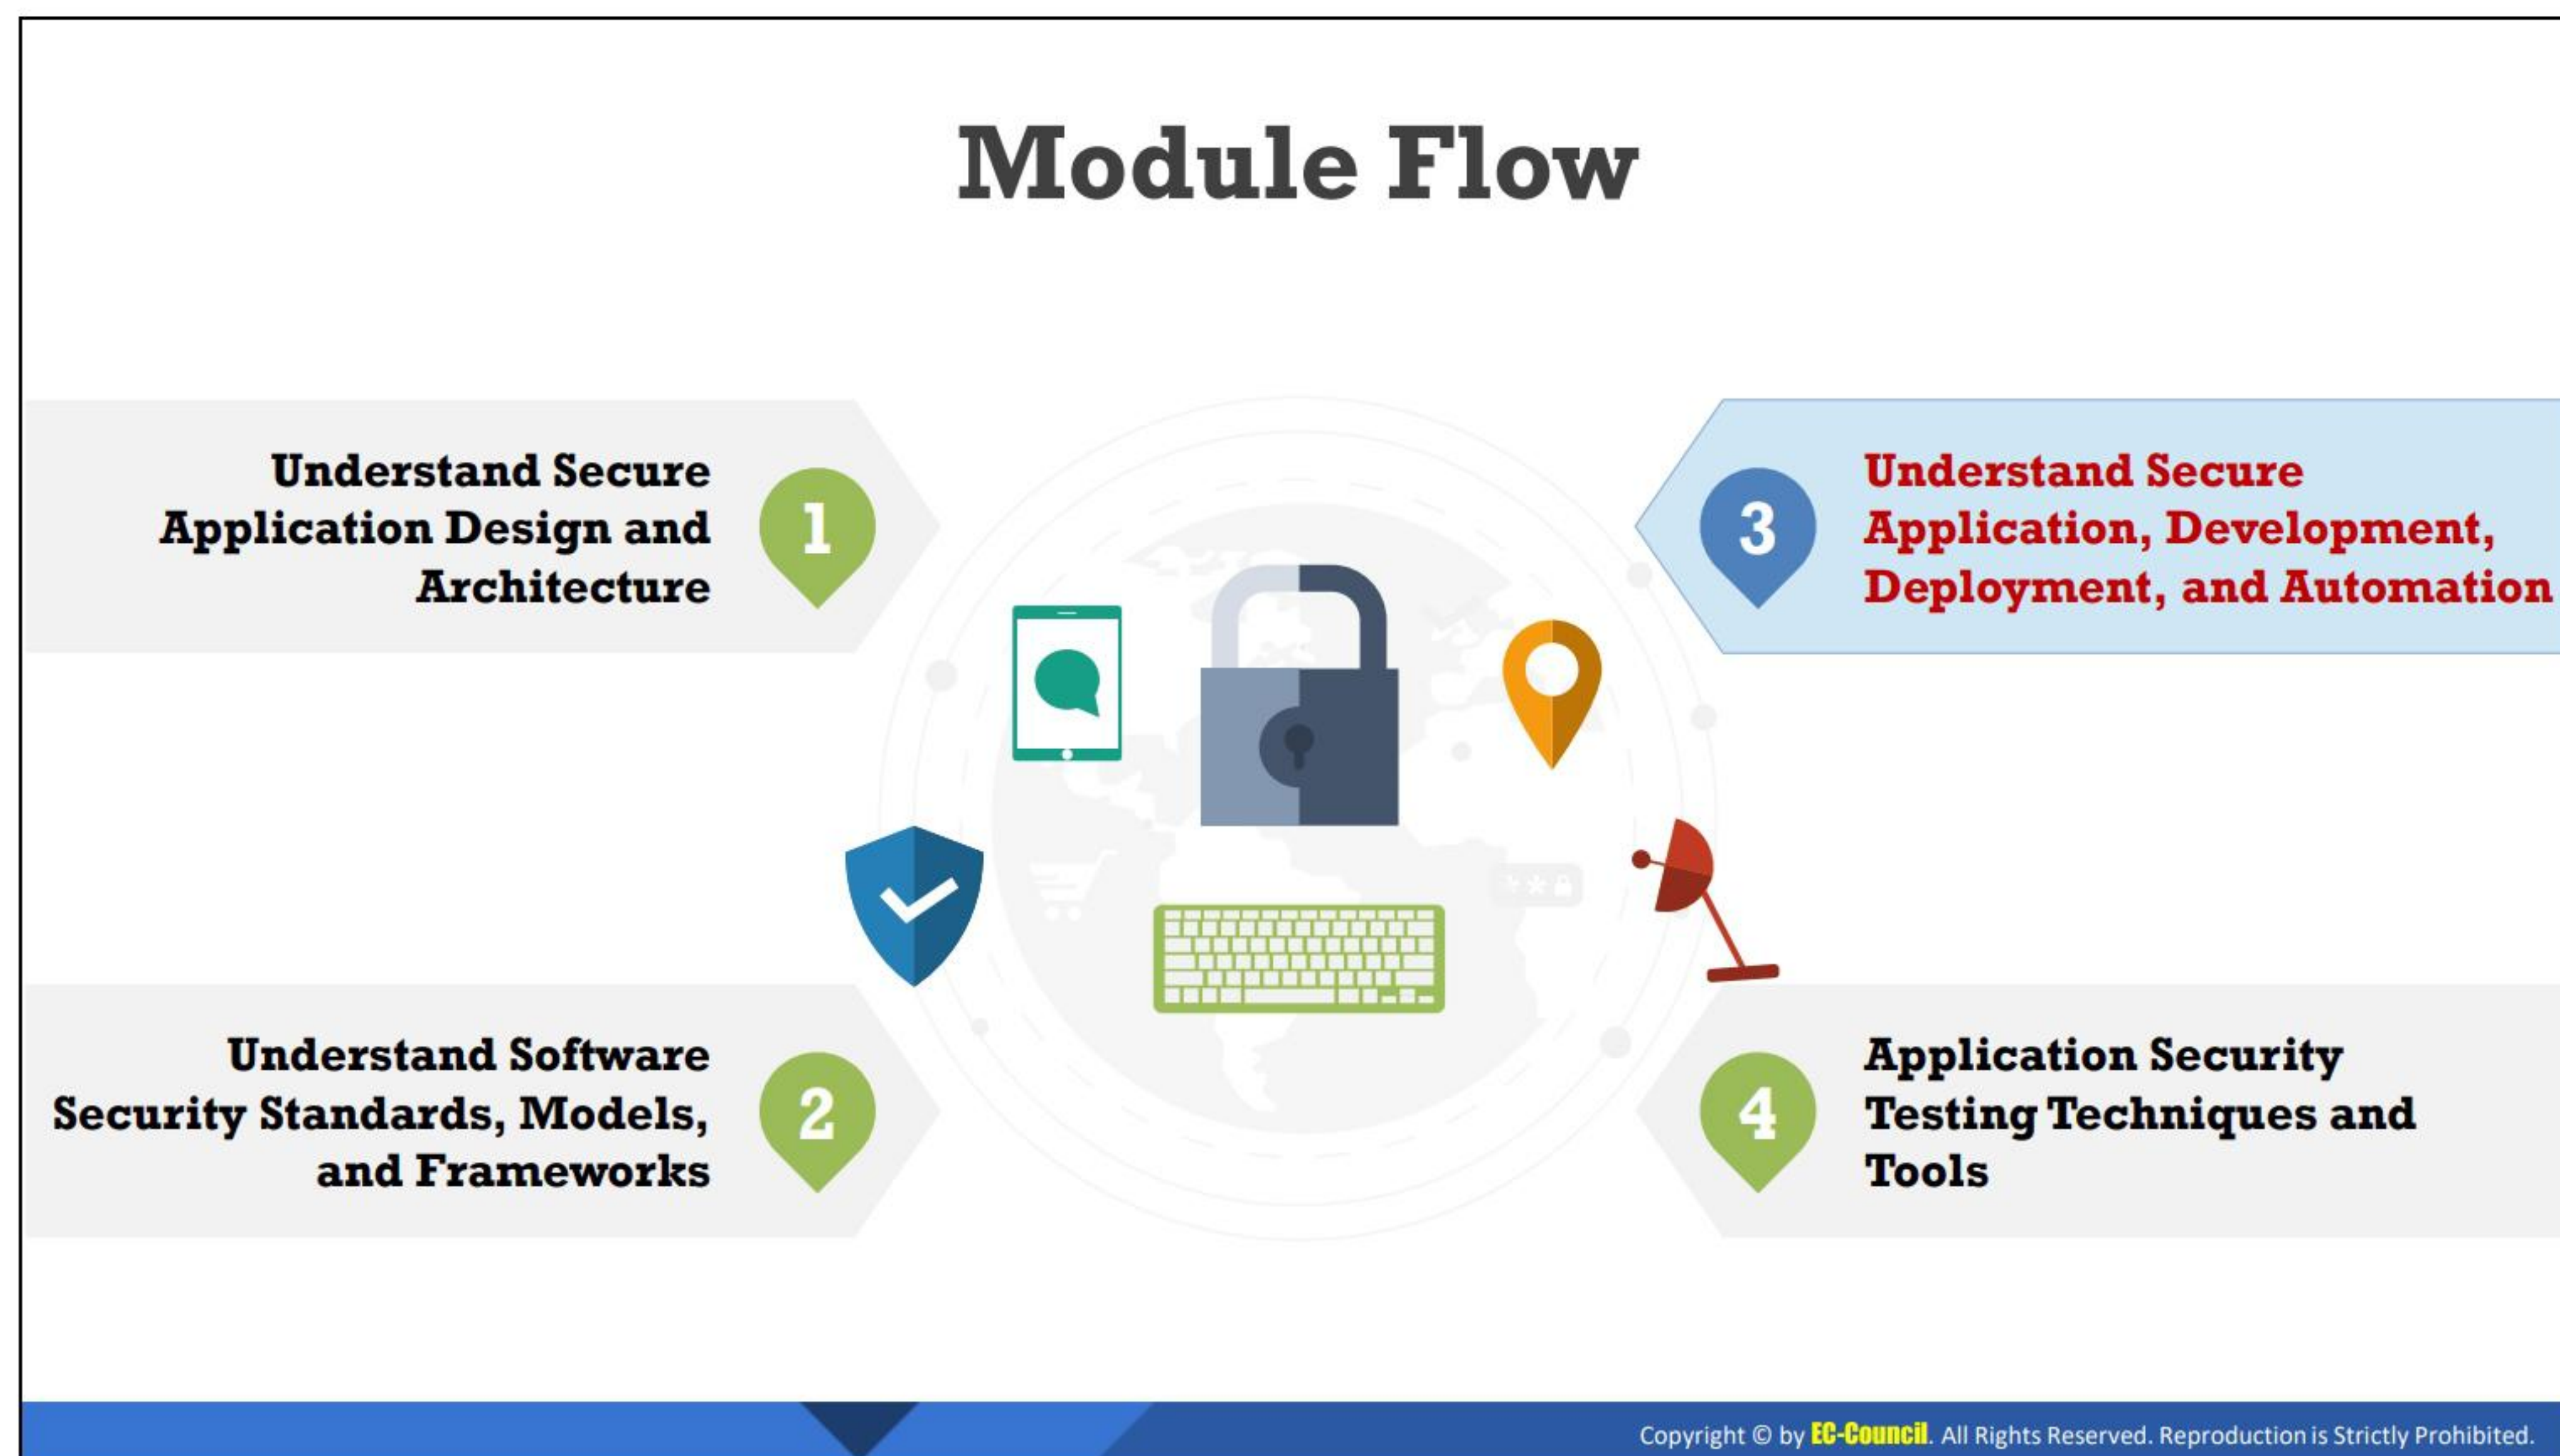 Module Flow
Understand Secure
Application Design and
Architecture
1
Understand Software
Security Standards, Models,
and Frameworks
2
3
Understand Secure
Application, Development,
Deployment, and Automation
4
Application Security
Testing Techniques and
Tools
Copyright © by EC-Council. All Rights Reserved. Reproduction is Strictly Prohibited.